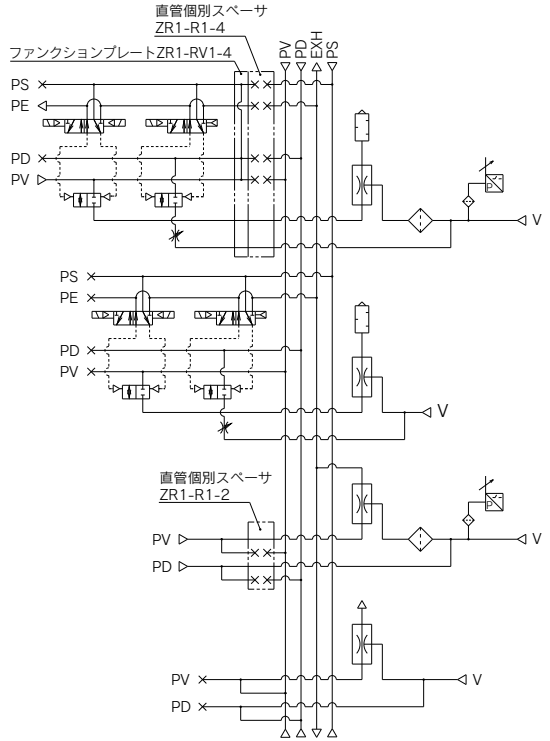 直管個別スペーサ
ZR1-R1-4
ファンクションプレートZR1-RV1-4
PV
PD
EXH
PS
PS
PE
PD
PV
P
V
PS
PE
PD
PV
V
直管個別スペーサ
ZR1-R1-2
P
PV
V
PD
PV
V
PD